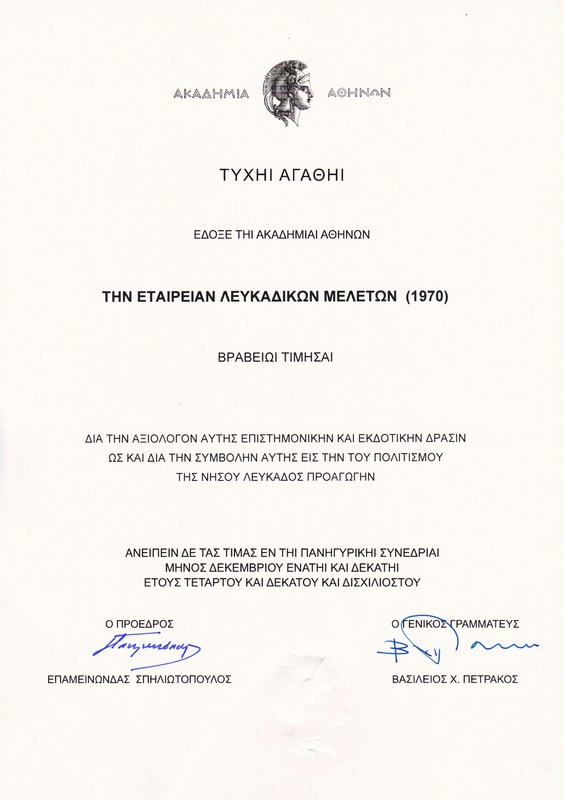 ΑΚΑΔΗΜΙΑ ΑΘΗΝΩΝ
ΤΥΧΗΙ ΑΓΑΘΗΙ
ΕΔΟΞΕ ΤΗΙ ΑΚΑΔΗΜΙΑΙ ΑΘΗΝΩΝ
ΤΗΝ ΕΤΑΙΡΕΙΑΝ ΛΕΥΚΑΔΙΚΩΝ ΜΕΛΕΤΩΝ (1970)
ΒΡΑΒΕΙΩΙ ΤΙΜΗΣΑΙ
ΔΙΑ ΤΗΝ ΑΞΙΟΛΟΓΟΝ ΑΥΤΗΣ ΕΠΙΣΤΗΜΟΝΙΚΗΝ ΚΑΙ ΕΚΔΟΤΙΚΗΝ ΔΡΑΣΙΝ
ΩΣ ΚΑΙ ΔΙΑ ΤΗΝ ΣΥΜΒΟΛΗΝ ΑΥΤΗΣ ΕΙΣ ΤΗΝ ΤΟΥ ΠΟΛΙΤΙΣΜΟΥ
ΤΗΣ ΝΗΣΟΥ ΛΕΥΚΑΔΟΣ ΠΡΟΑΓΩΓΗΝ
ΑΝΕΙΠΕΙΝ ΔΕ ΤΑΣ ΤΙΜΑΣ ΕΝ ΤΗΙ ΠΑΝΗΓΥΡΙΚΗΙ ΣΥΝΕΔΡΙΑΙ
ΜΗΝΟΣ ΔΕΚΕΜΒΡΙΟΥ ΕΝΑΤΗΙ ΚΑΙ ΔΕΚΑΤΗΙ
ΕΤΟΥΣ ΤΕΤΑΡΤΟΥ ΚΑΙ ΔΕΚΑΤΟΥ ΚΑΙ ΔΙΣΧΙΛΙΟΣΤΟΥ
Ο ΠΡΟΕΔΡΟΣ
Ο ΓΕΝΙΚΟΣ ΓΡΑΜΜΑΤΕΥΣ
ΕΠΑΜΕΙΝΩΝΔΑΣ ΣΠΗΛΙΩΤΟΠΟΥΛΟΣ
ΒΑΣΙΛΕΙΟΣ Χ. ΠΕΤΡΑΚΟΣ